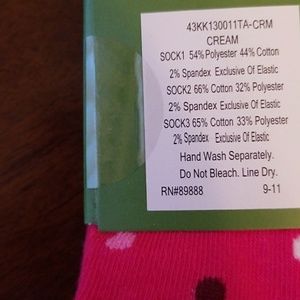 43KK130011TA-CRM
CREAM
SOCK1 54%Polyester 44% Cotton
2% Spandex Exclusive Of Elastic
SOCK2 66% Cotton 32% Polyester
2% Spandex Exclusive Of Elastic
SOCK3 65% Cotton 33% Polyester
2% Spandex Exclusive Of Elastic
Hand Wash Separately.
Do Not Bleach. Line Dry.
RN#89888 9-11